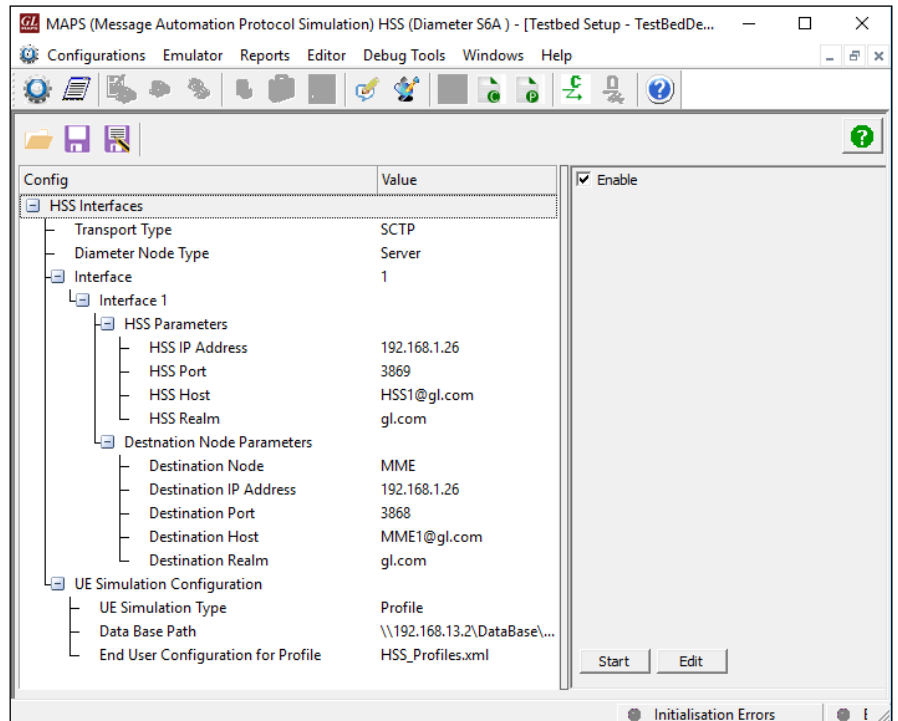 GL MAPS MAPS (Message Automation Protocol Simulation) HSS (Diameter S6A ) - [Testbed Setup - TestBedDe...
Configurations Emulator Reports Editor Debug Tools Windows Help
Config Value
Enable
HSS Interfaces
Transport Type SCTP
Diameter Node Type Server
Interface 1
Interface 1
HSS Parameters
HSS IP Address 192.168.1.26
HSS Port 3869
HSS Host HSS1@gl.com
HSS Realm gl.com
Destnation Node Parameters
Destination Node MME
Destination IP Address 192.168.1.26
Destination Port 3868
Destination Host MME1@gl.com
Destination Realm gl.com
UE Simulation Configuration
UE Simulation Type Profile
Data Base Path \\192.168.13.2\DataBase\...
End User Configuration for Profile HSS_Profiles.xml
Start Edit
Initialisation Errors